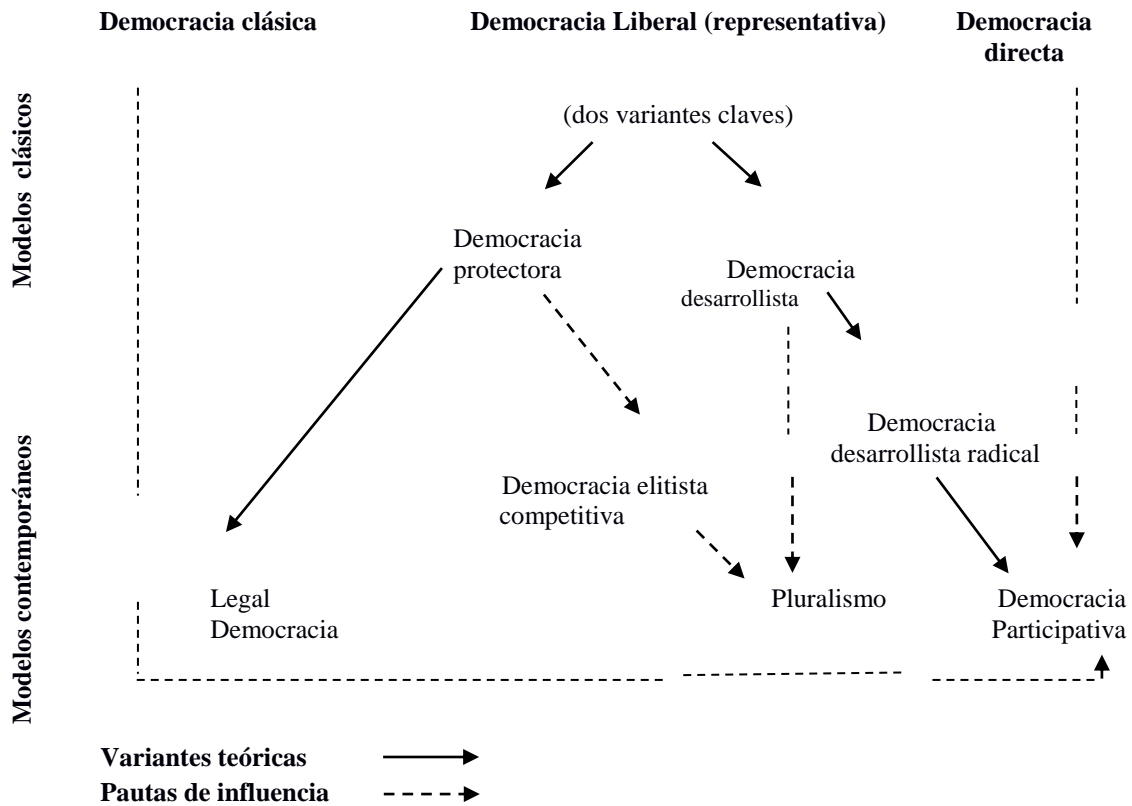 Democracia clásica
Democracia Liberal (representativa)
Democracia
directa
Modelos clásicos
(dos variantes claves)
Democracia
protectora
Democracia
desarrollista
Modelos contemporáneos
Democracia
desarrollista radical
Democracia elitista
competitiva
Legal
Democracia
Pluralismo
Democracia
Participativa
Variantes teóricas
Pautas de influencia